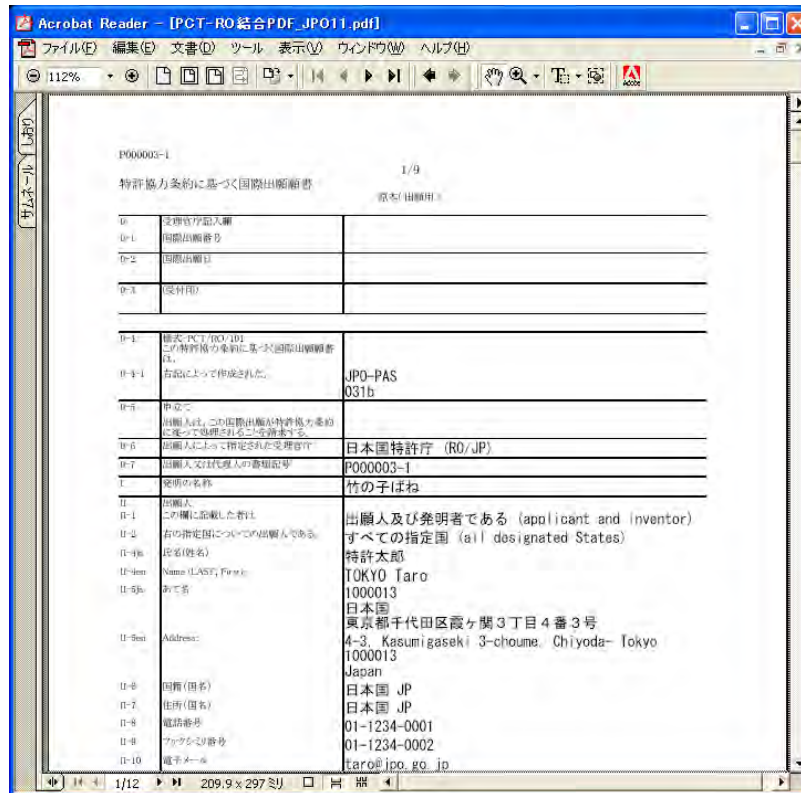 Acrobat Reader - [PCT-RO結合PDF_JPO11.pdf]
ファイル(F) 編集(E) 文書(D) ツール 表示(V) ウィンドウ(W) ヘルプ(H)
112%
しおり
サムネール
P000003-1
1/9
特許協力条約に基づく国際出願願書
原本(出願用)
0 受理官庁記入欄
0-1 国際出願番号
0-2 国際出願日
0-3 (受付印)
0-4 様式-PCT/RO/101
この特許協力条約に基づく国際出願願書
は、
0-4-1 右記によって作成された。 JPO-PAS
031b
0-5 申立て
出願人は、この国際出願が特許協力条約
に従って処理されることを請求する。
0-6 出願人によって指定された受理官庁 日本国特許庁 (RO/JP)
0-7 出願人又は代理人の書類記号 P000003-1
I 発明の名称 竹の子ばね
II 出願人
II-1 この欄に記載した者は 出願人及び発明者である (applicant and inventor)
II-2 右の指定国についての出願人である。 すべての指定国 (all designated States)
II-4ja 氏名(姓名) 特許太郎
II-4en Name (LAST, First): TOKYO Taro
II-5ja あて名 1000013
日本国
東京都千代田区霞ヶ関3丁目4番3号
II-5en Address: 4-3, Kasumigaseki 3-choume, Chiyoda- Tokyo
1000013
Japan
II-6 国籍(国名) 日本国 JP
II-7 住所(国名) 日本国 JP
II-8 電話番号 01-1234-0001
II-9 ファクシミリ番号 01-1234-0002
II-10 電子メール taro@jpo.go.jp
1/12 209.9 x 297 ミリ